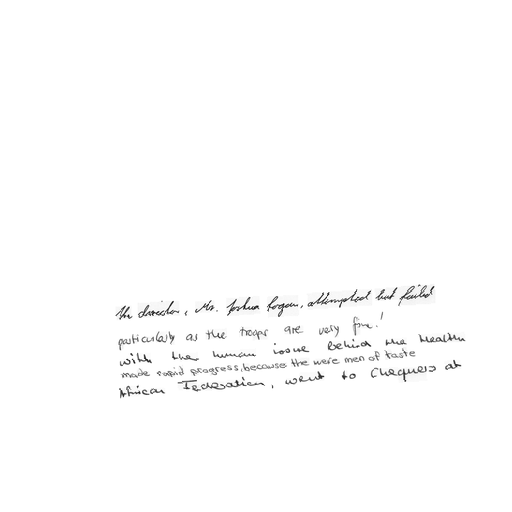 The director, Mr. Joshua Logan, attempted but failed
particularly as the troops are very fine!
with the human issue behind the Health
made rapid progress, because the were men of taste
African Federation, went to Chequers at